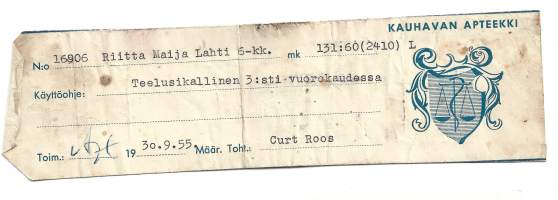 KAUHAVAN APTEEKKI
N:o 16906 Riitta Maija Lahti 6-kk. mk 131:60(2410) L
Käyttöohje: Teelusikallinen 3:sti vuorokaudessa
Toim.: 19 30.9.55. Määr. Toht.: Curt Roos